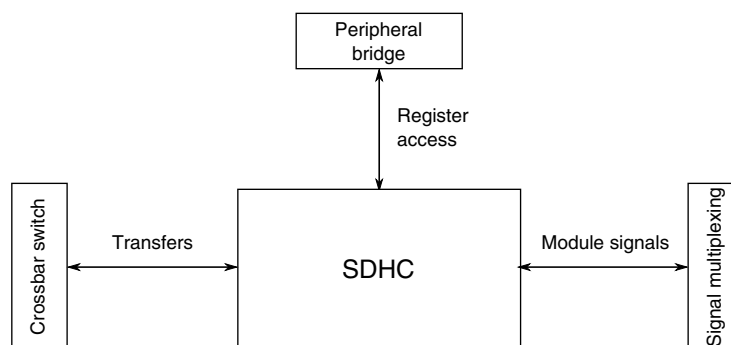 Peripheral
bridge
Register
access
Crossbar switch
Transfers
SDHC
Module signals
Signal multiplexing